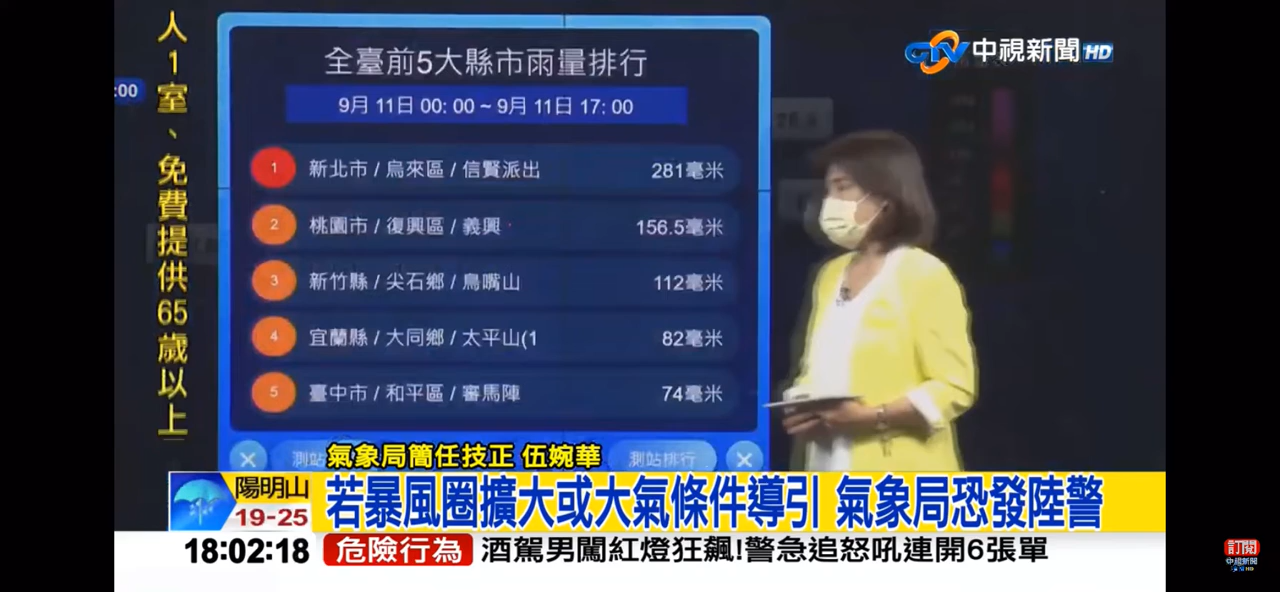 人1室、免費提供65歲以上
:00
全臺前5大縣市雨量排行
9月 11日 00: 00 ~ 9月 11日 17: 00
1 新北市 / 烏來區 / 信賢派出 281毫米
2 桃園市 / 復興區 / 義興 156.5毫米
3 新竹縣 / 尖石鄉 / 鳥嘴山 112毫米
4 宜蘭縣 / 大同鄉 / 太平山(1 82毫米
5 臺中市 / 和平區 / 審馬陣 74毫米
測站排行
CTV 中視新聞 HD
氣象局簡任技正 伍婉華
陽明山
19-25
若暴風圈擴大或大氣條件導引 氣象局恐發陸警
18:02:18 危險行為 酒駕男闖紅燈狂飆!警急追怒吼連開6張單
訂閱
中視新聞